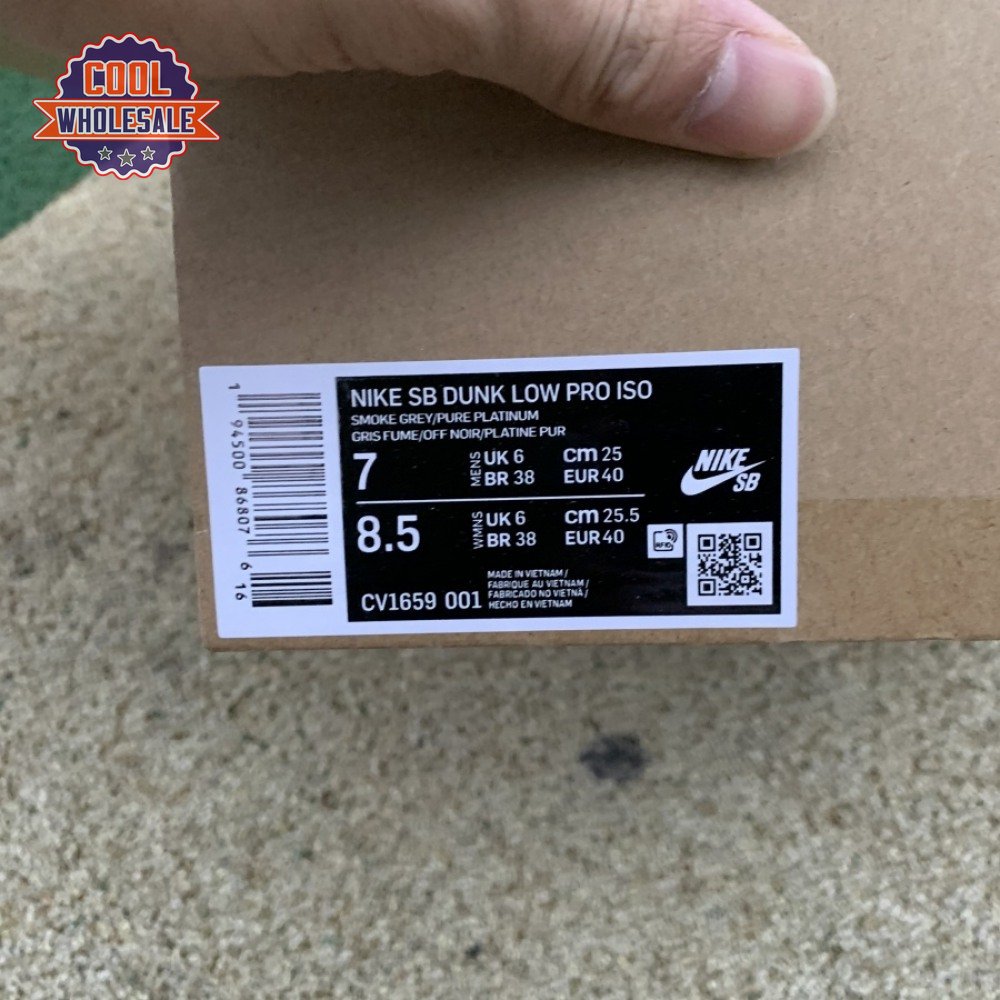 COOL
WHOLESALE
NIKE SB DUNK LOW PRO ISO
SMOKE GREY/PURE PLATINUM
GRIS FUME/OFF NOIR/PLATINE PUR
7 MENS UK 6 cm 25
BR 38 EUR 40
8.5 WMNS UK 6 cm 25.5
BR 38 EUR 40
NIKE
SB
RFID
MADE IN VIETNAM /
FABRIQUE AU VIETNAM /
FABRICADO NO VIETNÃ /
HECHO EN VIETNAM
CV1659 001
1 94500 86807 6 16